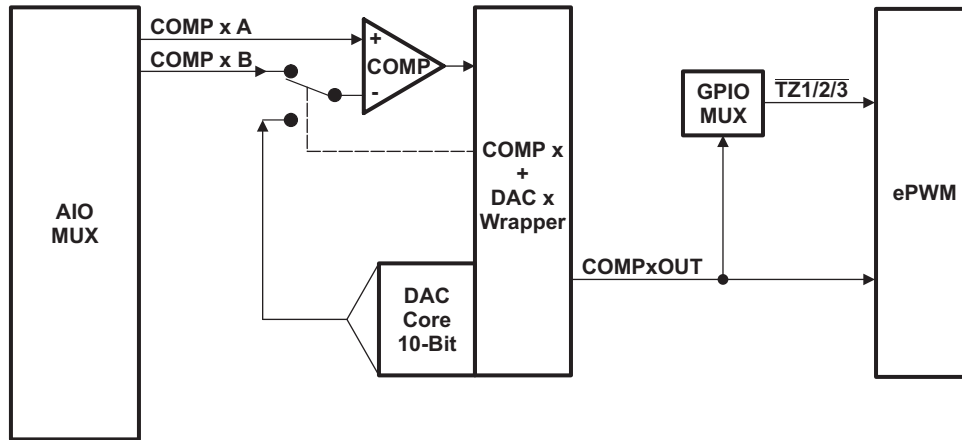 COMP x A
COMP x B
+
COMP
-
AIO
MUX
COMP x
+
DAC x
Wrapper
DAC
Core
10-Bit
COMPxOUT
GPIO
MUX
TZ1/2/3
ePWM